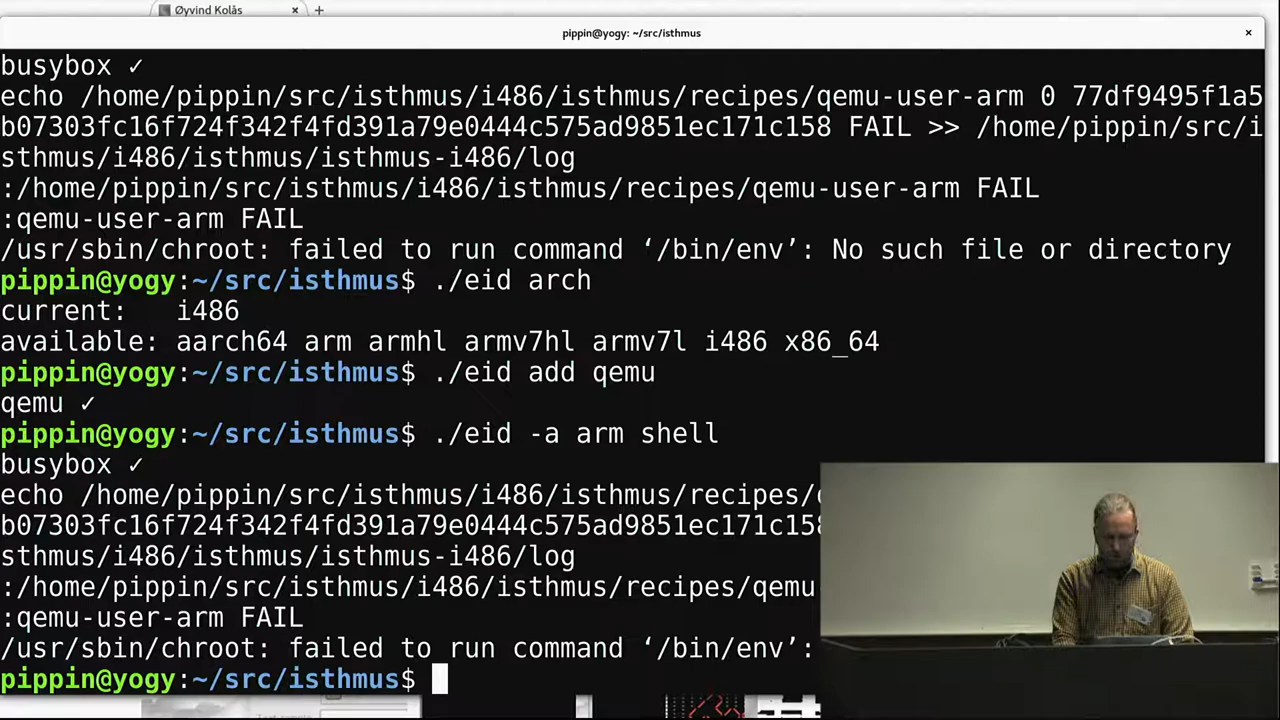 Øyvind Kolås × +
pippin@yogy: ~/src/isthmus ×
busybox ✓
echo /home/pippin/src/isthmus/i486/isthmus/recipes/qemu-user-arm 0 77df9495f1a5
b07303fc16f724f342f4fd391a79e0444c575ad9851ec171c158 FAIL >> /home/pippin/src/i
sthmus/i486/isthmus/isthmus-i486/log
:/home/pippin/src/isthmus/i486/isthmus/recipes/qemu-user-arm FAIL
:qemu-user-arm FAIL
/usr/sbin/chroot: failed to run command ‘/bin/env’: No such file or directory
pippin@yogy:~/src/isthmus$ ./eid arch
current:   i486
available: aarch64 arm armhl armv7hl armv7l i486 x86_64
pippin@yogy:~/src/isthmus$ ./eid add qemu
qemu ✓
pippin@yogy:~/src/isthmus$ ./eid -a arm shell
busybox ✓
echo /home/pippin/src/isthmus/i486/isthmus/recipes/
b07303fc16f724f342f4fd391a79e0444c575ad9851ec171c158
sthmus/i486/isthmus/isthmus-i486/log
:/home/pippin/src/isthmus/i486/isthmus/recipes/qemu
:qemu-user-arm FAIL
/usr/sbin/chroot: failed to run command ‘/bin/env’:
pippin@yogy:~/src/isthmus$